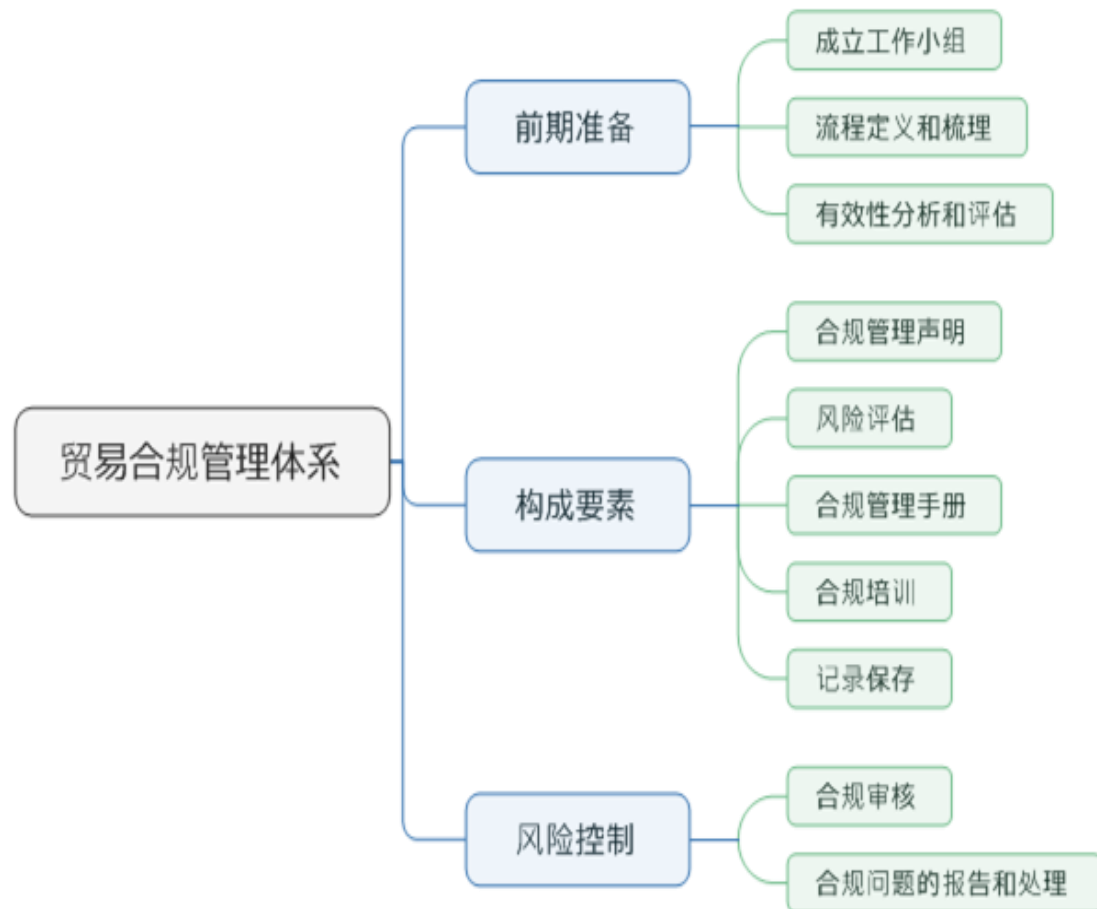 贸易合规管理体系
前期准备
成立工作小组
流程定义和梳理
有效性分析和评估
构成要素
合规管理声明
风险评估
合规管理手册
合规培训
记录保存
风险控制
合规审核
合规问题的报告和处理